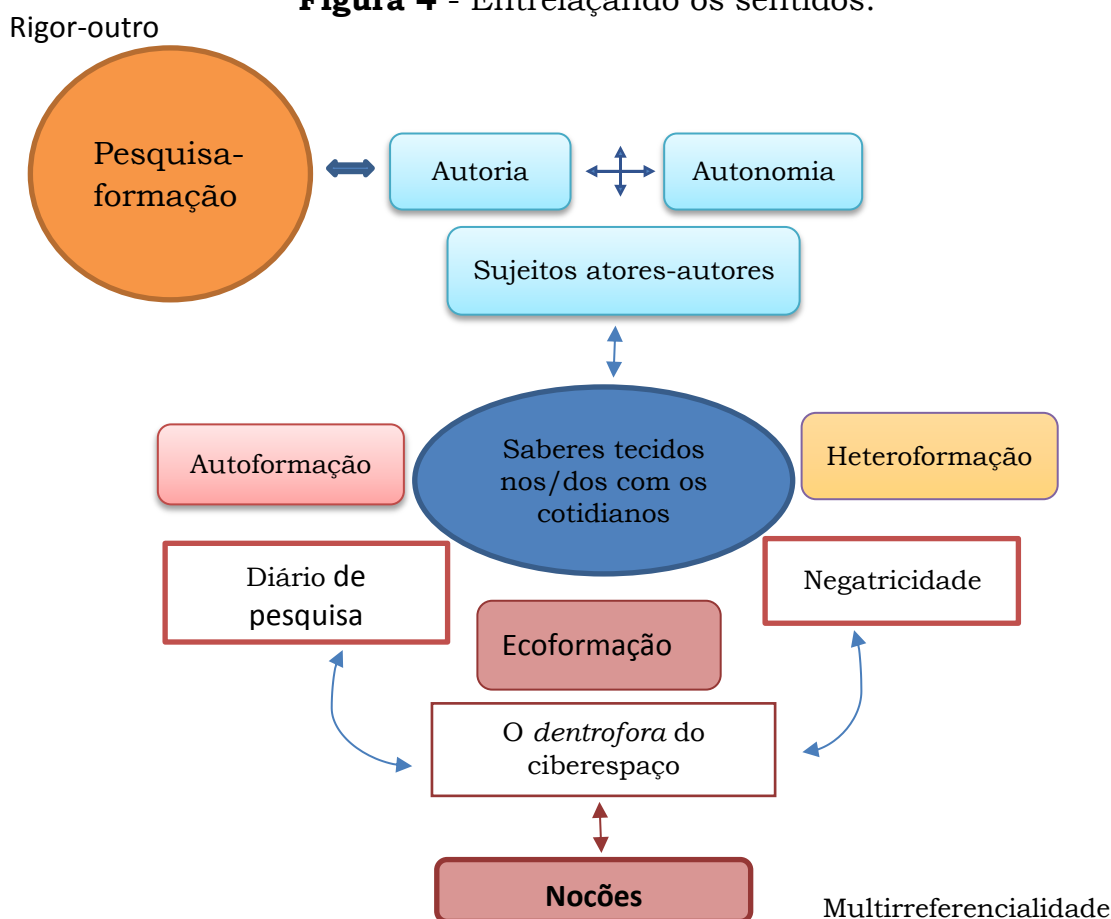 Figura 4 - Entrelaçando os sentidos.
Rigor-outro
Pesquisa-
formação
Autoria
Autonomia
Sujeitos atores-autores
Saberes tecidos
nos/dos com os
cotidianos
Autoformação
Heteroformação
Diário de
pesquisa
Negatricidade
Ecoformação
O dentrofora do
ciberespaço
Noções
Multirreferencialidade